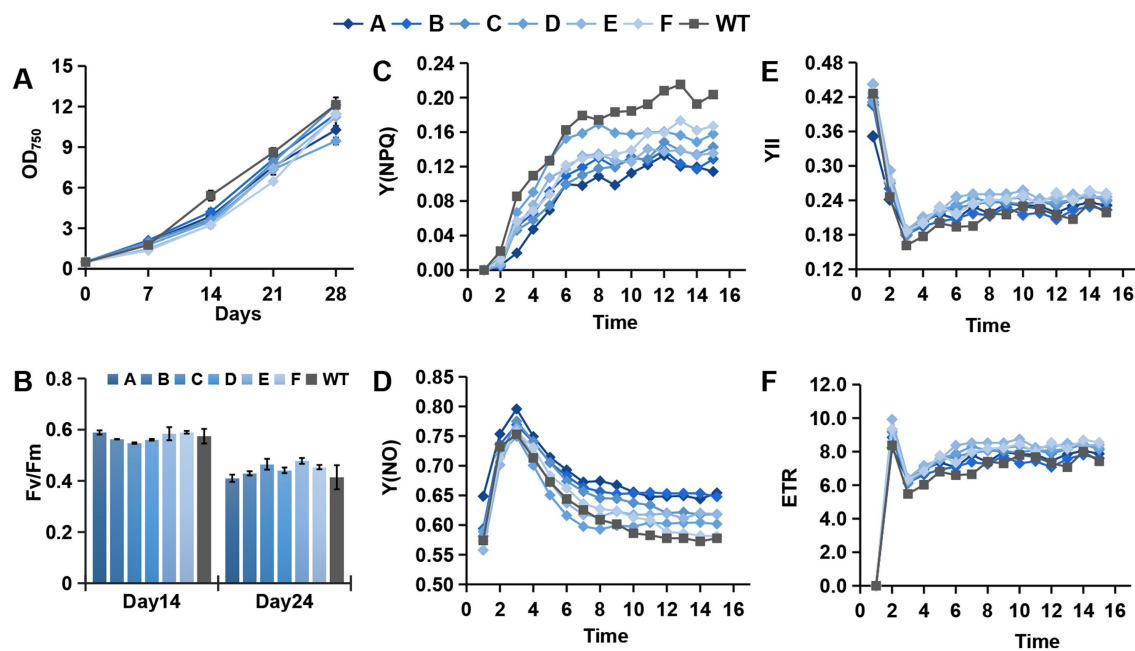 A B C D E F WT
A
15
12
9
6
3
0
OD750
0 7 14 21 28
Days
C
0.24
0.20
0.16
0.12
0.08
0.04
0.00
Y(NPQ)
0 2 4 6 8 10 12 14 16
Time
E
0.48
0.42
0.36
0.30
0.24
0.18
0.12
YII
0 2 4 6 8 10 12 14 16
Time
B
A B C D E F WT
0.8
0.6
0.4
0.2
0
Fv/Fm
Day14 Day24
D
0.85
0.80
0.75
0.70
0.65
0.60
0.55
0.50
Y(NO)
0 2 4 6 8 10 12 14 16
Time
F
12.0
10.0
8.0
6.0
4.0
2.0
0.0
ETR
0 2 4 6 8 10 12 14 16
Time